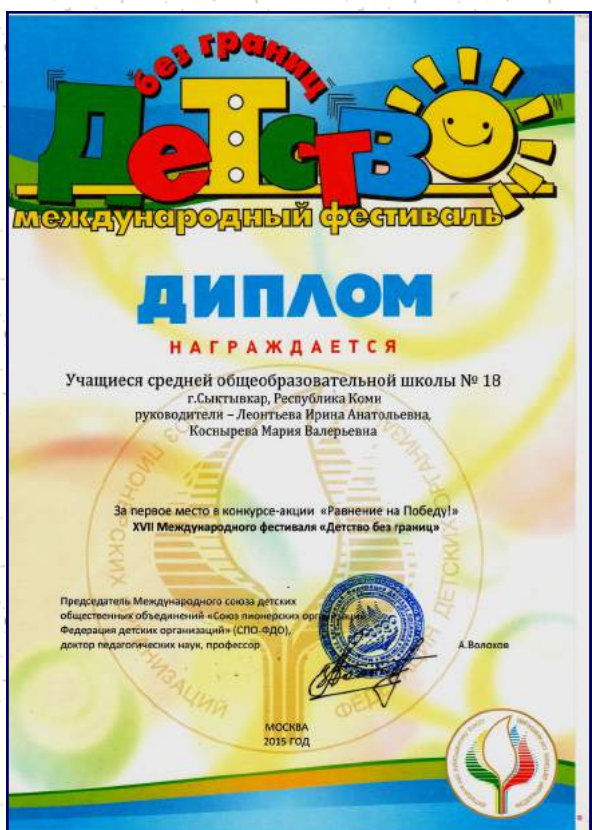 без границ
Детство
международный фестиваль
ДИПЛОМ
НАГРАЖДАЕТСЯ
Учащиеся средней общеобразовательной школы № 18
г.Сыктывкар, Республика Коми
руководители – Леонтьева Ирина Анатольевна,
Коснырева Мария Валерьевна
За первое место в конкурсе-акции «Равнение на Победу!»
XVII Международного фестиваля «Детство без границ»
Председатель Международного союза детских
общественных объединений «Союз пионерских организаций
Федерация детских организаций» (СПО-ФДО),
доктор педагогических наук, профессор
А.Волохов
МОСКВА
2015 ГОД